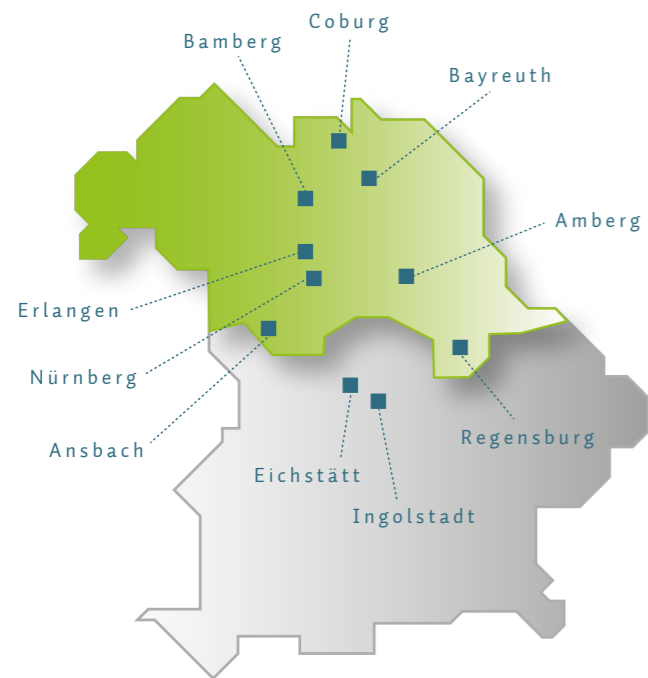 Coburg
Bamberg
Bayreuth
Amberg
Erlangen
Nürnberg
Ansbach
Regensburg
Eichstätt
Ingolstadt